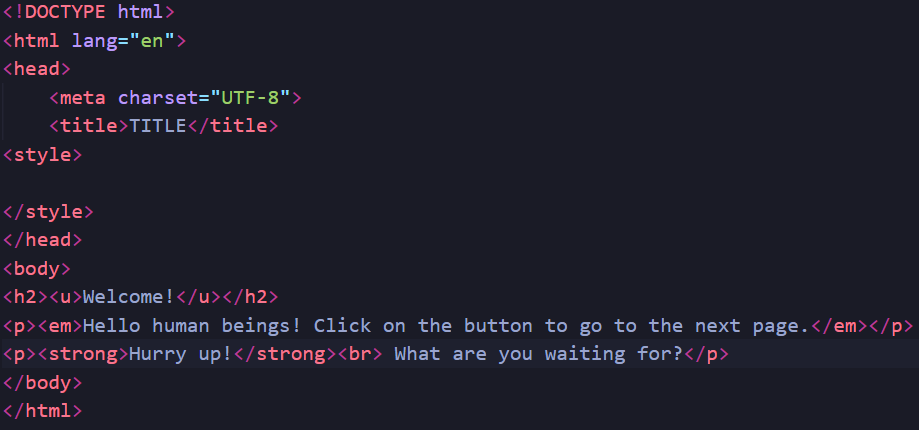 <!DOCTYPE html>
<html lang="en">
<head>
    <meta charset="UTF-8">
    <title>TITLE</title>
<style>

</style>
</head>
<body>
<h2><u>Welcome!</u></h2>
<p><em>Hello human beings! Click on the button to go to the next page.</em></p>
<p><strong>Hurry up!</strong><br> What are you waiting for?</p>
</body>
</html>